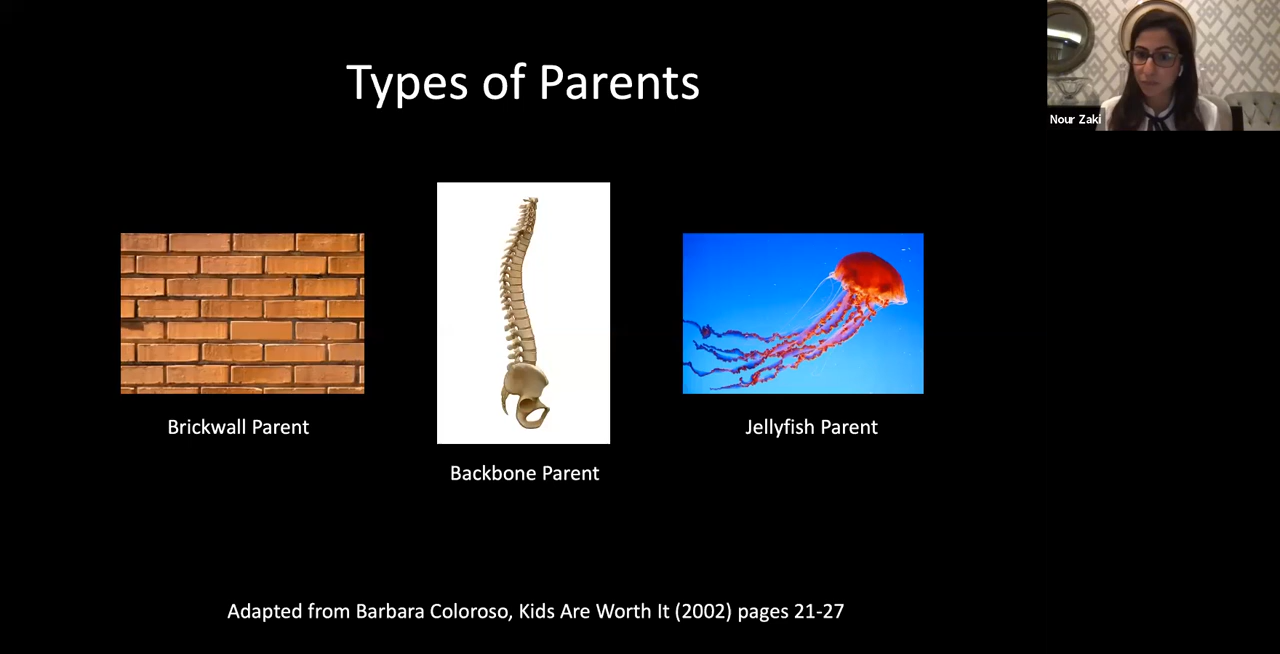 Types of Parents
Nour Zaki
Brickwall Parent
Jellyfish Parent
Backbone Parent
Adapted from Barbara Coloroso, Kids Are Worth It (2002) pages 21-27